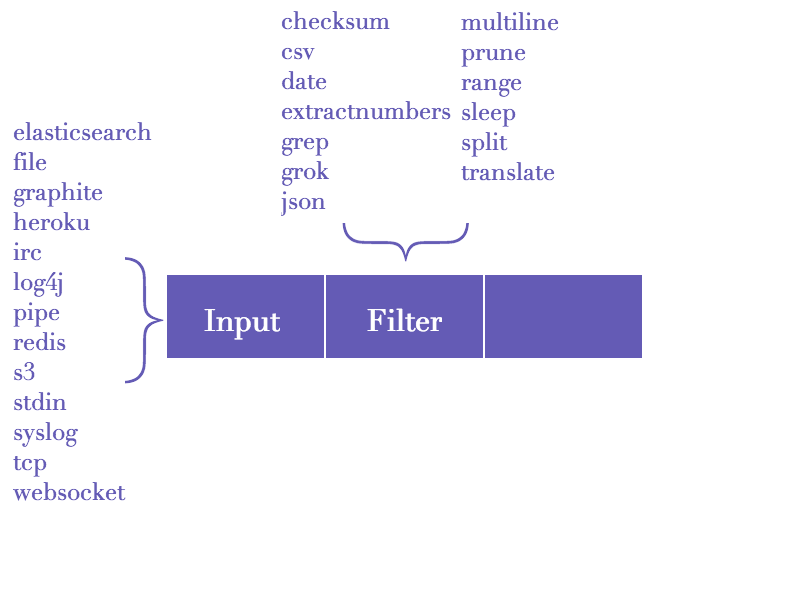 checksum
csv
date
extractnumbers
grep
grok
json
multiline
prune
range
sleep
split
translate
elasticsearch
file
graphite
heroku
irc
log4j
pipe
redis
s3
stdin
syslog
tcp
websocket
Input
Filter